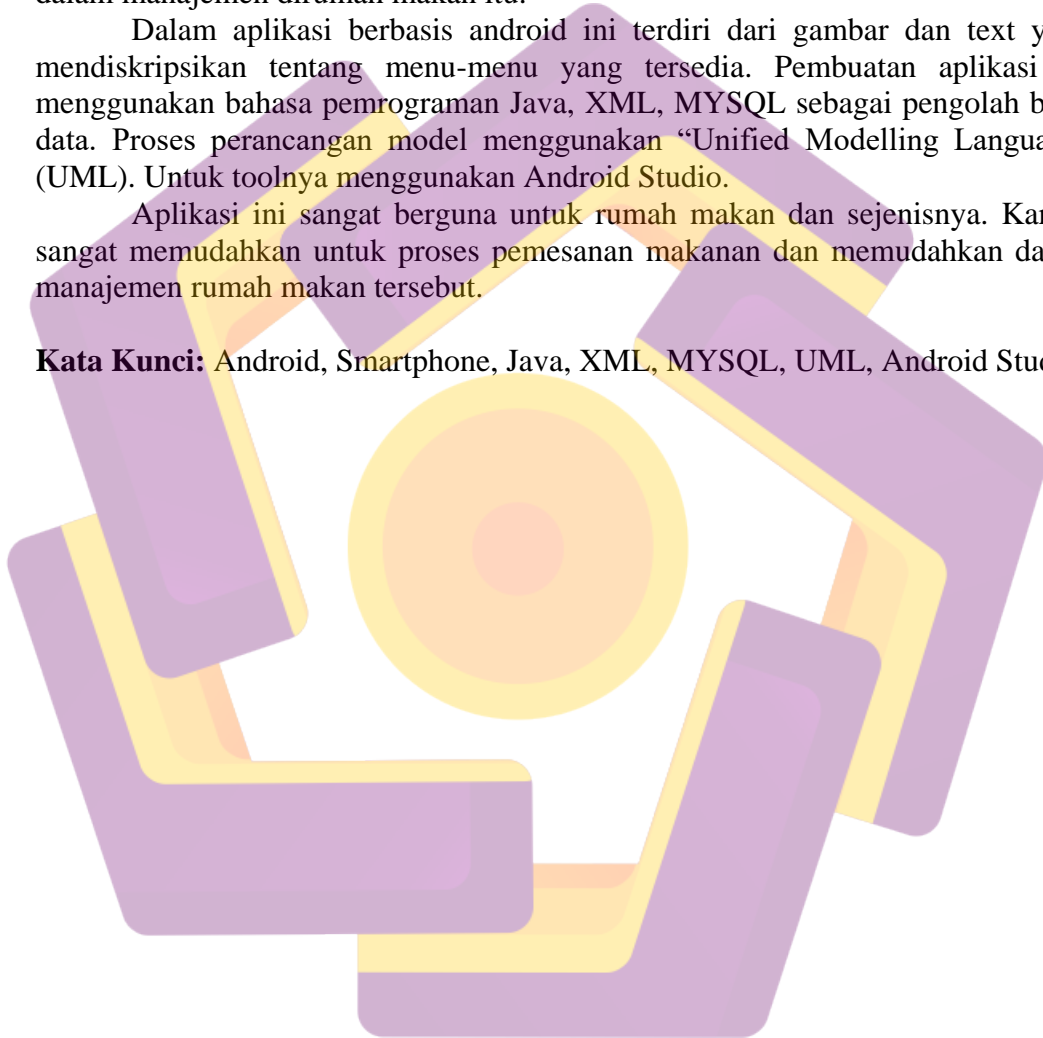 dalam manajemen dirumah makan itu.
Dalam aplikasi berbasis android ini terdiri dari gambar dan text y
mendiskripsikan tentang menu-menu yang tersedia. Pembuatan aplikasi
menggunakan bahasa pemrograman Java, XML, MYSQL sebagai pengolah b
data. Proses perancangan model menggunakan “Unified Modelling Langua
(UML). Untuk toolnya menggunakan Android Studio.
Aplikasi ini sangat berguna untuk rumah makan dan sejenisnya. Kar
sangat memudahkan untuk proses pemesanan makanan dan memudahkan da
manajemen rumah makan tersebut.
Kata Kunci: Android, Smartphone, Java, XML, MYSQL, UML, Android Stud